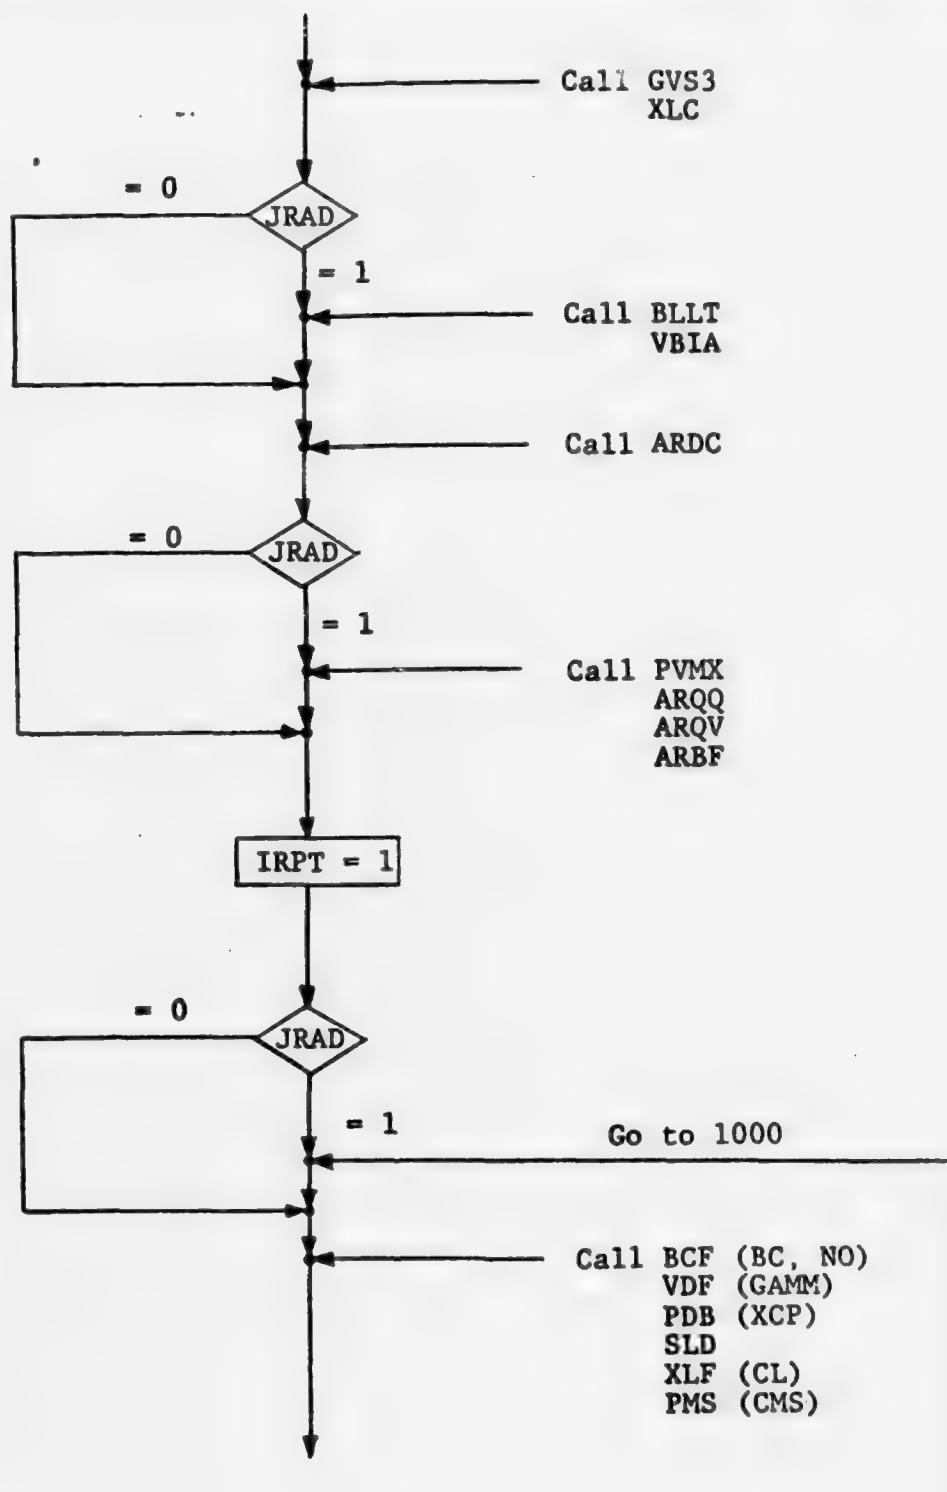 Call GVS3
XLC
= 0
JRAD
= 1
Call BLLT
VBIA
Call ARDC
= 0
JRAD
= 1
Call PVMX
ARQQ
ARQV
ARBF
IRPT = 1
= 0
JRAD
= 1
Go to 1000
Call BCF (BC, NO)
VDF (GAMM)
PDB (XCP)
SLD
XLF (CL)
PMS (CMS)